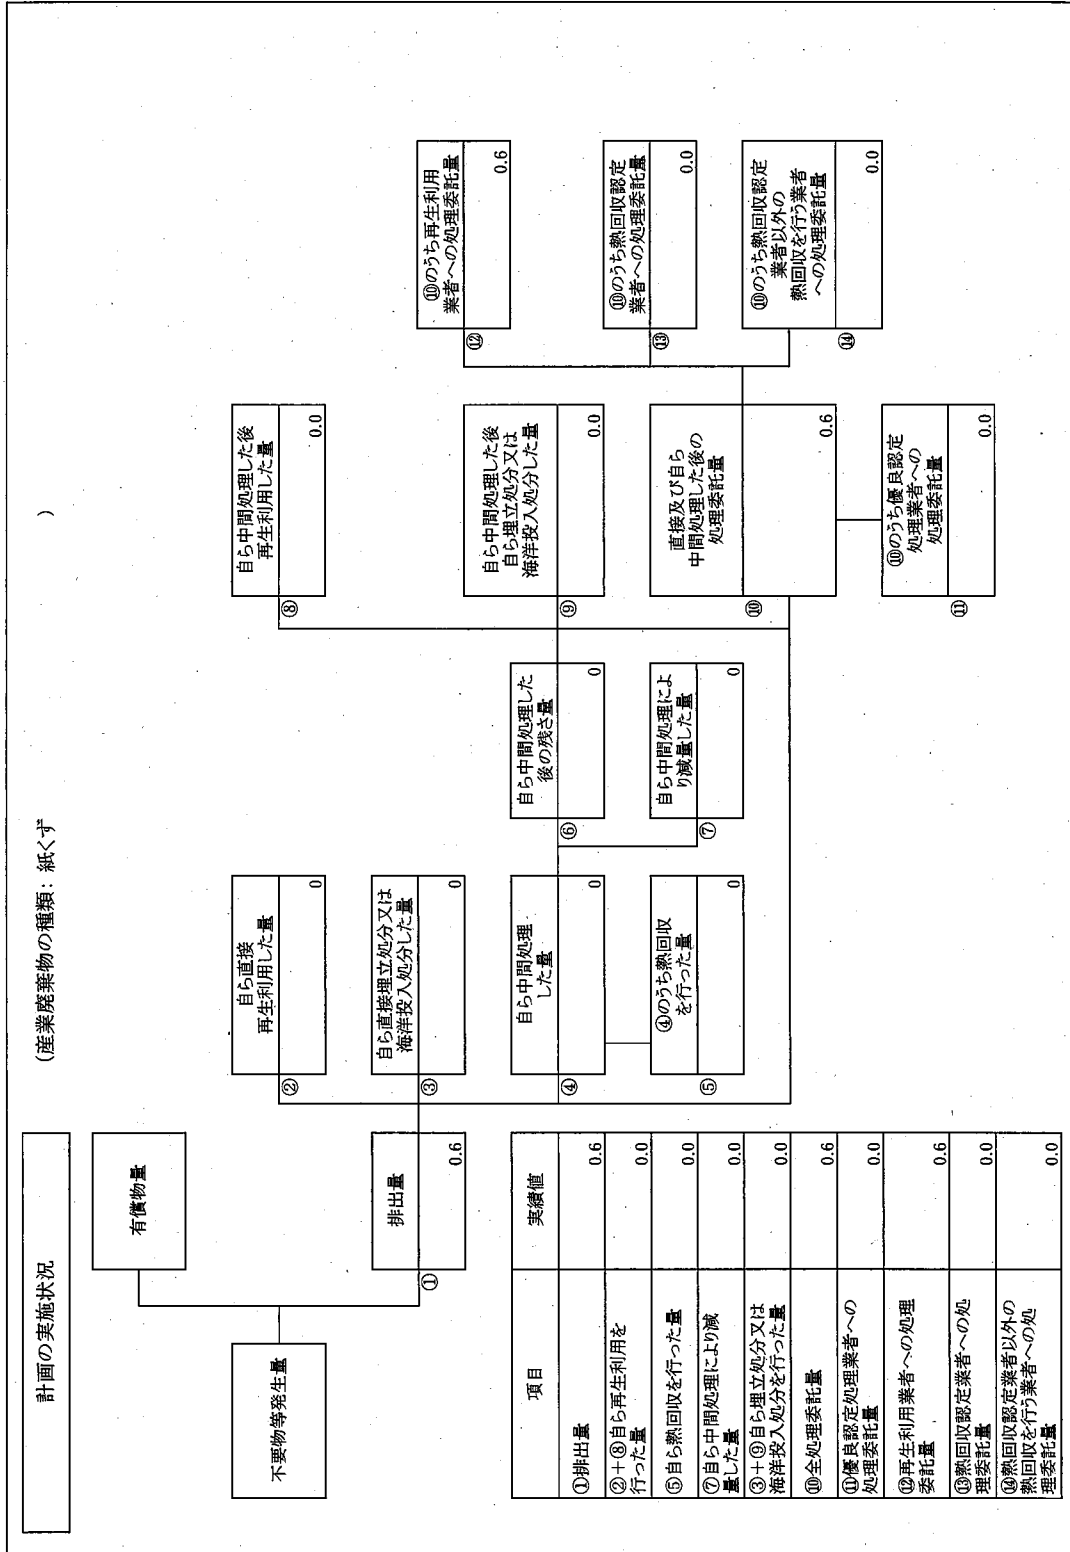 計画の実施状況
(産業廃棄物の種類: 紙くず )
不要物等発生量
有償物量
①
排出量
0.6
②
自ら直接
再生利用した量
0
③
自ら直接埋立処分又は
海洋投入処分した量
0
④
自ら中間処理
した量
0
⑤
④のうち熱回収
を行った量
0
⑥
自ら中間処理した
後の残さ量
0
⑦
自ら中間処理によ
り減量した量
0
⑧
自ら中間処理した後
再生利用した量
0.0
⑨
自ら中間処理した後
自ら埋立処分又は
海洋投入処分した量
0.0
⑩
直接及び自ら
中間処理した後の
処理委託量
0.6
⑪
⑩のうち優良認定
処理業者への
処理委託量
0.0
⑫
⑩のうち再生利用
業者への処理委託量
0.6
⑬
⑩のうち熱回収認定
業者への処理委託量
0.0
⑭
⑩のうち熱回収認定
業者以外の
熱回収を行う業者
への処理委託量
0.0
項目 実績値
①排出量 0.6
②+⑧自ら再生利用を
行った量 0.0
⑤自ら熱回収を行った量 0.0
⑦自ら中間処理により減
量した量 0.0
③+⑨自ら埋立処分又は
海洋投入処分を行った量 0.0
⑩全処理委託量 0.6
⑪優良認定処理業者への
処理委託量 0.0
⑫再生利用業者への処理
委託量 0.6
⑬熱回収認定業者への処
理委託量 0.0
⑭熱回収認定業者以外の
熱回収を行う業者への処
理委託量 0.0